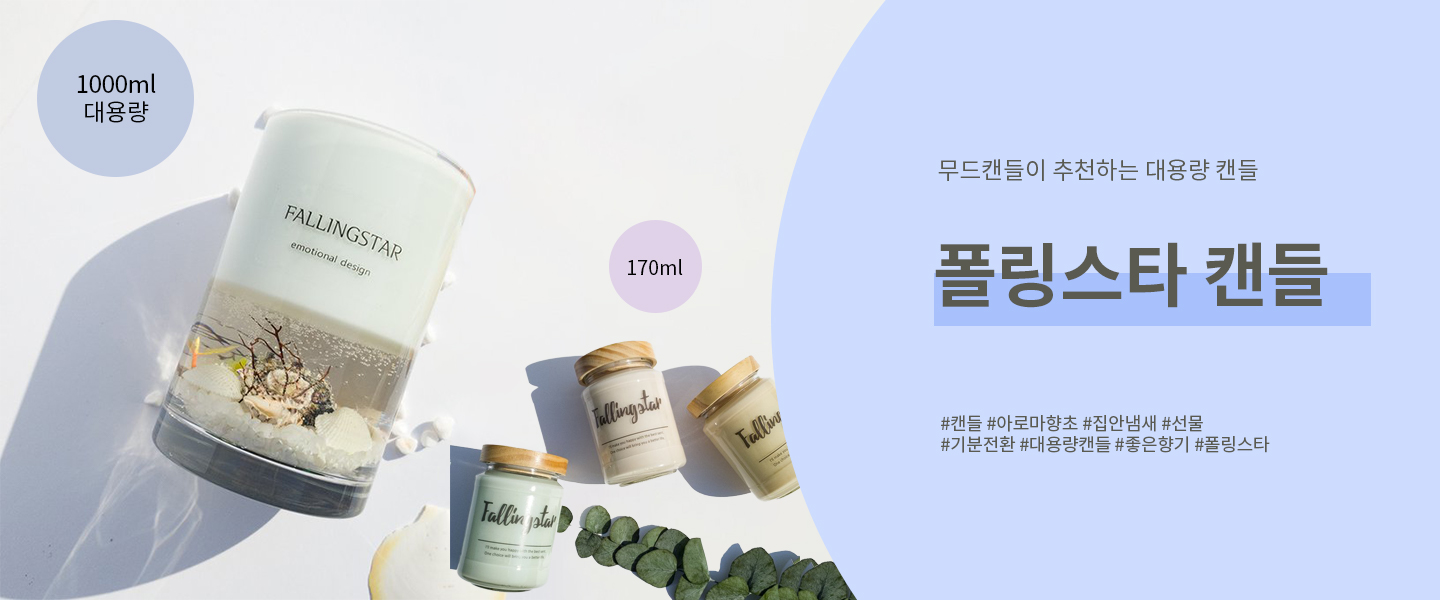 1000ml
대용량
FALLINGSTAR
emotional design
170ml
Fallingstar
Fallingstar
무드캔들이 추천하는 대용량 캔들
폴링스타 캔들
#캔들 #아로마향초 #집안냄새 #선물
#기분전환 #대용량캔들 #좋은향기 #폴링스타